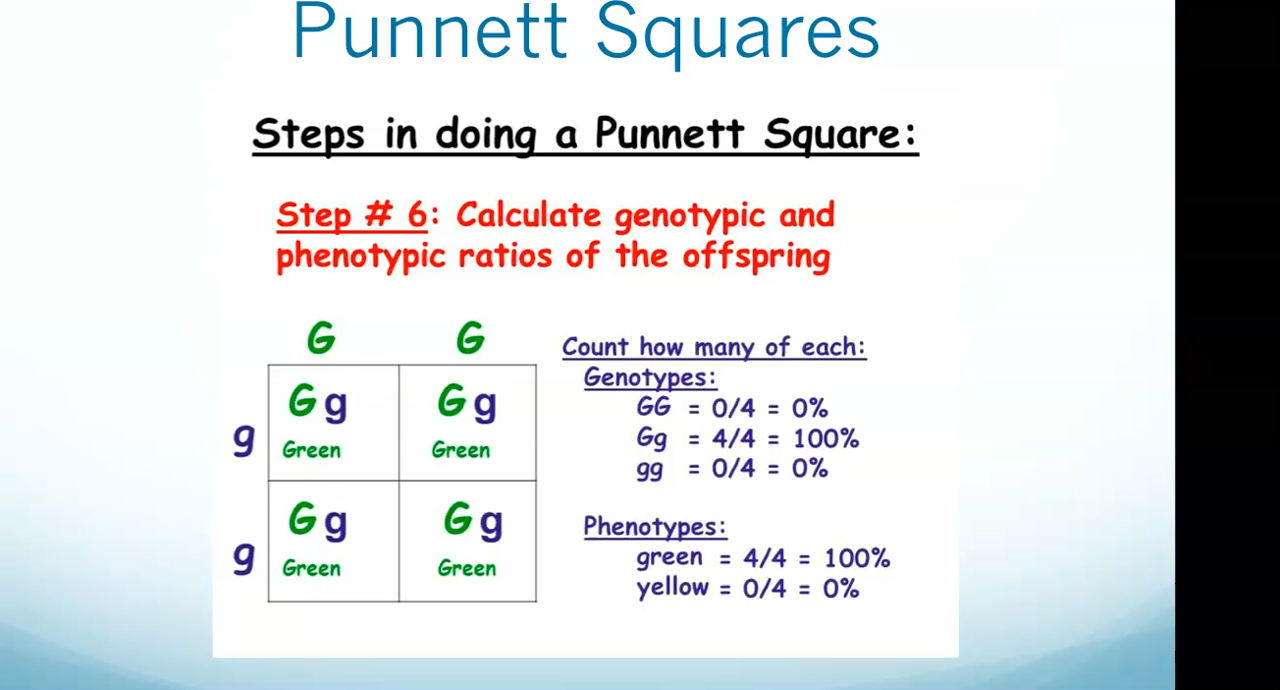 Punnett Squares
Steps in doing a Punnett Square:
Step # 6: Calculate genotypic and
phenotypic ratios of the offspring
G G
g
Gg Gg
Green Green
g
Gg Gg
Green Green
Count how many of each:
Genotypes:
GG = 0/4 = 0%
Gg = 4/4 = 100%
gg = 0/4 = 0%
Phenotypes:
green = 4/4 = 100%
yellow = 0/4 = 0%